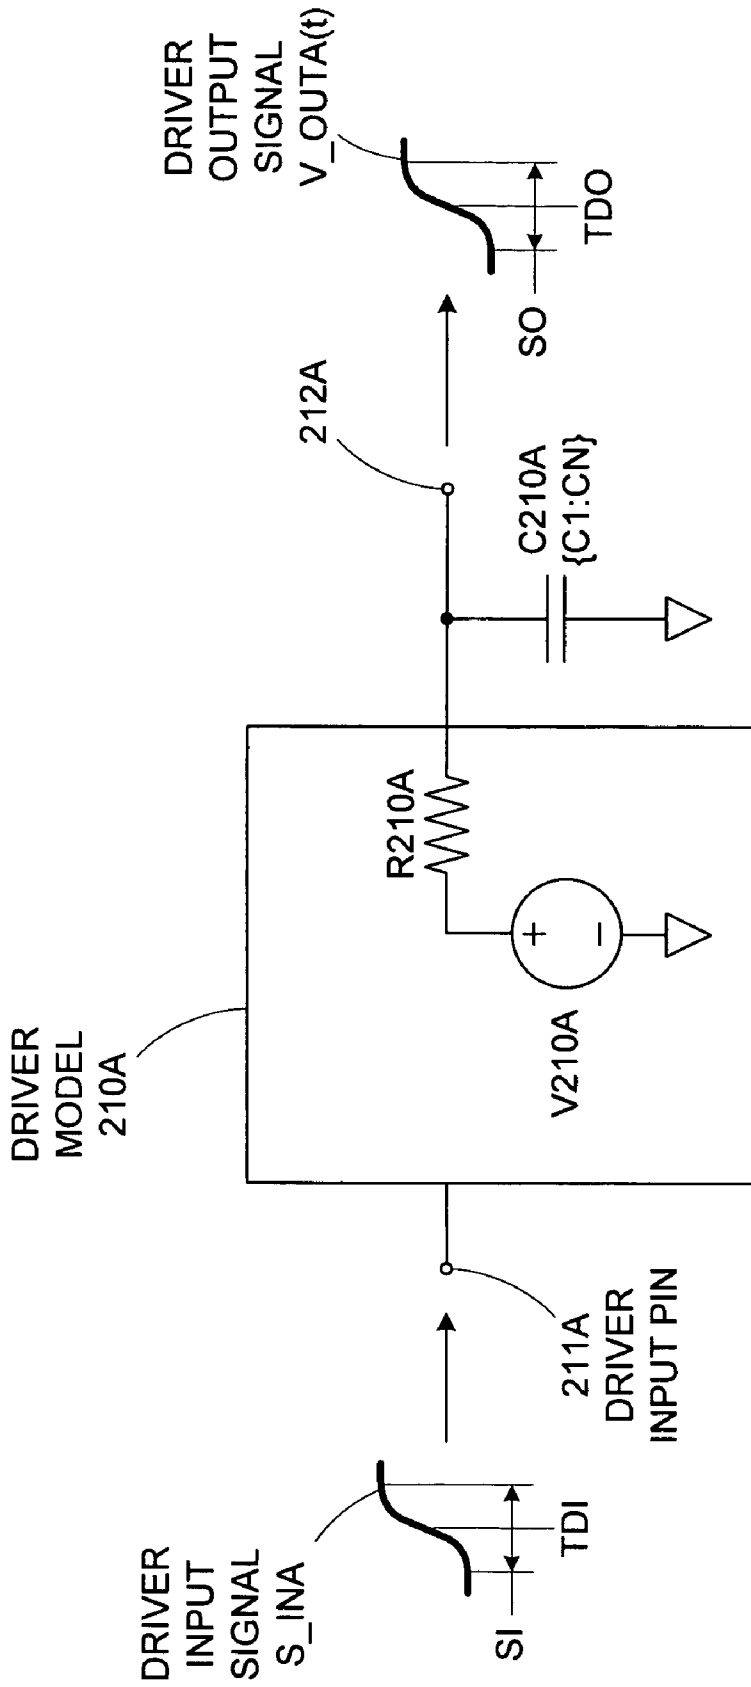 DRIVER
INPUT
SIGNAL
S_INA
SI
TDI
211A
DRIVER
INPUT PIN
DRIVER
MODEL
210A
V210A
+
−
R210A
C210A
{C1:CN}
212A
DRIVER
OUTPUT
SIGNAL
V_OUTA(t)
SO
TDO